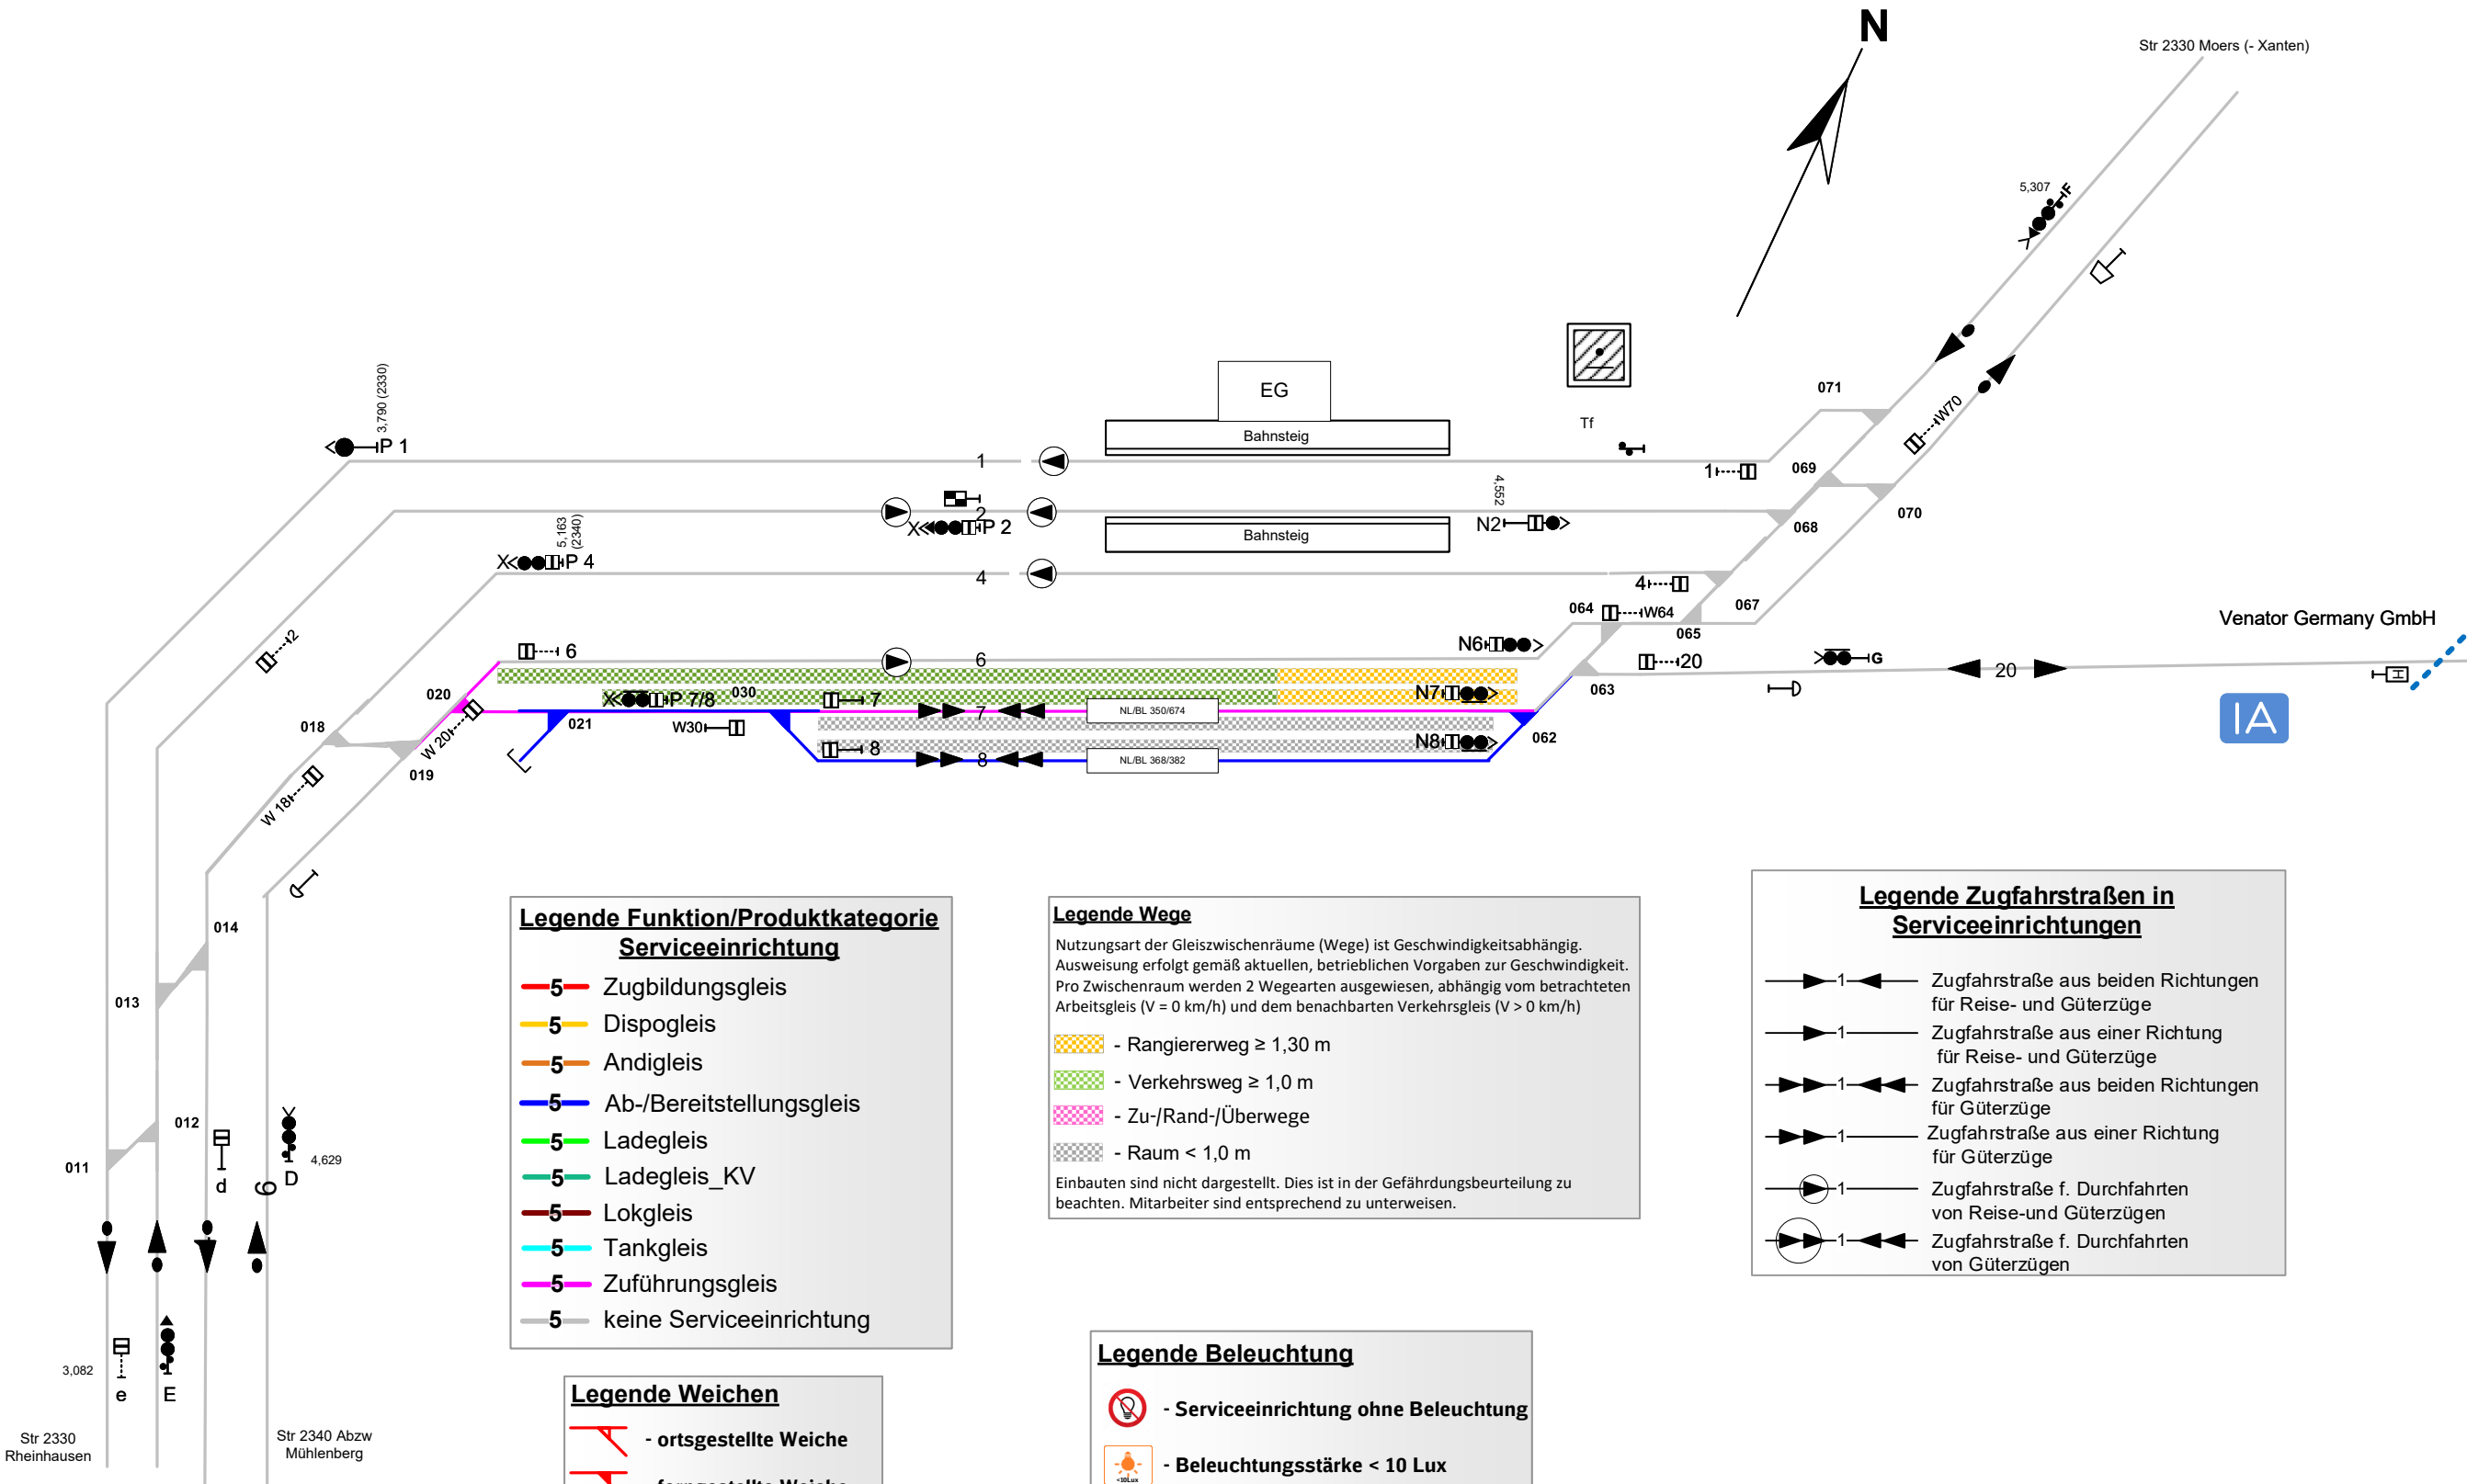 N
Str 2330 Moers (- Xanten)
5,307
F
3,790 (2330)
P 1
EG
Bahnsteig
Tf
071
W70
1
1
069
5,163
(2340)
2
P 2
4,552
N2
068
070
Bahnsteig
X
P 4
4
4
064
W64
067
065
Venator Germany GmbH
2
6
6
N6
20
G
20
063
020
X
P 7/8
030
7
N7
7
NL/BL 350/674
021
W30
W 20
018
019
8
8
NL/BL 368/382
N8
062
IA
W 18
014
013
012
011
d
D
4,629
6
3,082
e
E
Str 2330
Rheinhausen
Str 2340 Abzw
Mühlenberg
Legende Funktion/Produktkategorie
Serviceeinrichtung
5 Zugbildungsgleis
5 Dispogleis
5 Andigleis
5 Ab-/Bereitstellungsgleis
5 Ladegleis
5 Ladegleis_KV
5 Lokgleis
5 Tankgleis
5 Zuführungsgleis
5 keine Serviceeinrichtung
Legende Weichen
- ortsgestellte Weiche
- ferngestellte Weiche
Legende Wege
Nutzungsart der Gleiszwischenräume (Wege) ist Geschwindigkeitsabhängig.
Ausweisung erfolgt gemäß aktuellen, betrieblichen Vorgaben zur Geschwindigkeit.
Pro Zwischenraum werden 2 Wegearten ausgewiesen, abhängig vom betrachteten
Arbeitsgleis (V = 0 km/h) und dem benachbarten Verkehrsgleis (V > 0 km/h)
- Rangiererweg ≥ 1,30 m
- Verkehrsweg ≥ 1,0 m
- Zu-/Rand-/Überwege
- Raum < 1,0 m
Einbauten sind nicht dargestellt. Dies ist in der Gefährdungsbeurteilung zu
beachten. Mitarbeiter sind entsprechend zu unterweisen.
Legende Beleuchtung
- Serviceeinrichtung ohne Beleuchtung
<10Lux
- Beleuchtungsstärke < 10 Lux
Legende Zugfahrstraßen in
Serviceeinrichtungen
1 Zugfahrstraße aus beiden Richtungen
für Reise- und Güterzüge
1 Zugfahrstraße aus einer Richtung
für Reise- und Güterzüge
1 Zugfahrstraße aus beiden Richtungen
für Güterzüge
1 Zugfahrstraße aus einer Richtung
für Güterzüge
1 Zugfahrstraße f. Durchfahrten
von Reise-und Güterzügen
1 Zugfahrstraße f. Durchfahrten
von Güterzügen